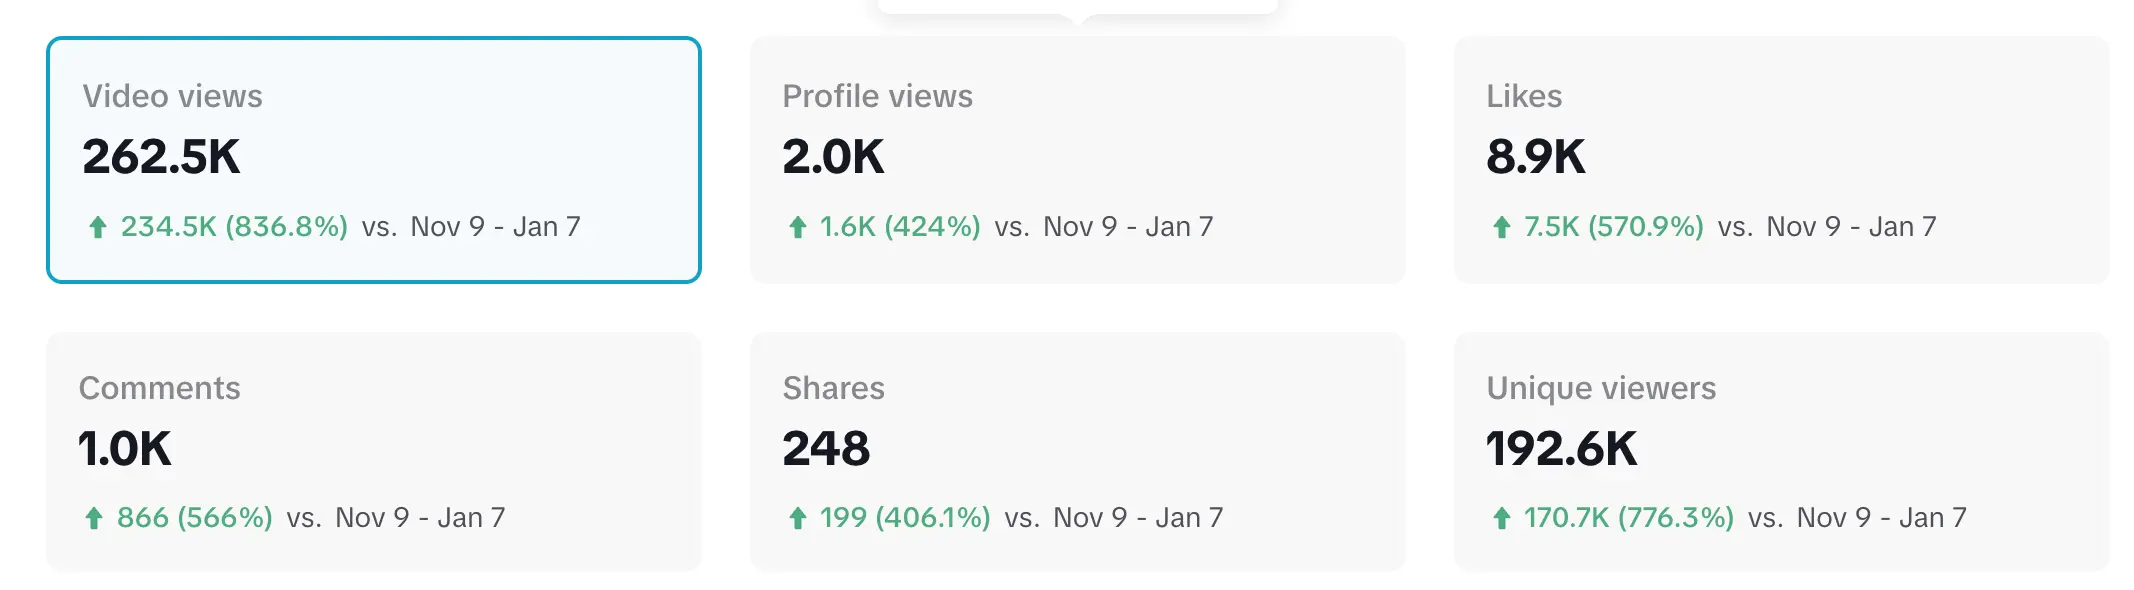 Video views
262.5K
234.5K (836.8%) vs. Nov 9 - Jan 7
Profile views
2.0K
1.6K (424%) vs. Nov 9 - Jan 7
Likes
8.9K
7.5K (570.9%) vs. Nov 9 - Jan 7
Comments
1.0K
866 (566%) vs. Nov 9 - Jan 7
Shares
248
199 (406.1%) vs. Nov 9 - Jan 7
Unique viewers
192.6K
170.7K (776.3%) vs. Nov 9 - Jan 7